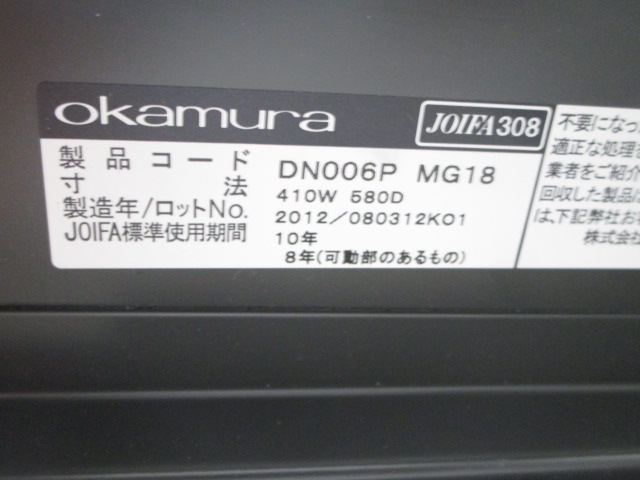 okamura
JOIFA308
製品コード DN006P MG18
寸法 410W 580D
製造年/ロットNo. 2012/080312K01
JOIFA標準使用期間 10年
8年(可動部のあるもの)
不要になっ
適正な処理を
業者をご紹介
回収した製品
は、下記弊社お
株式会